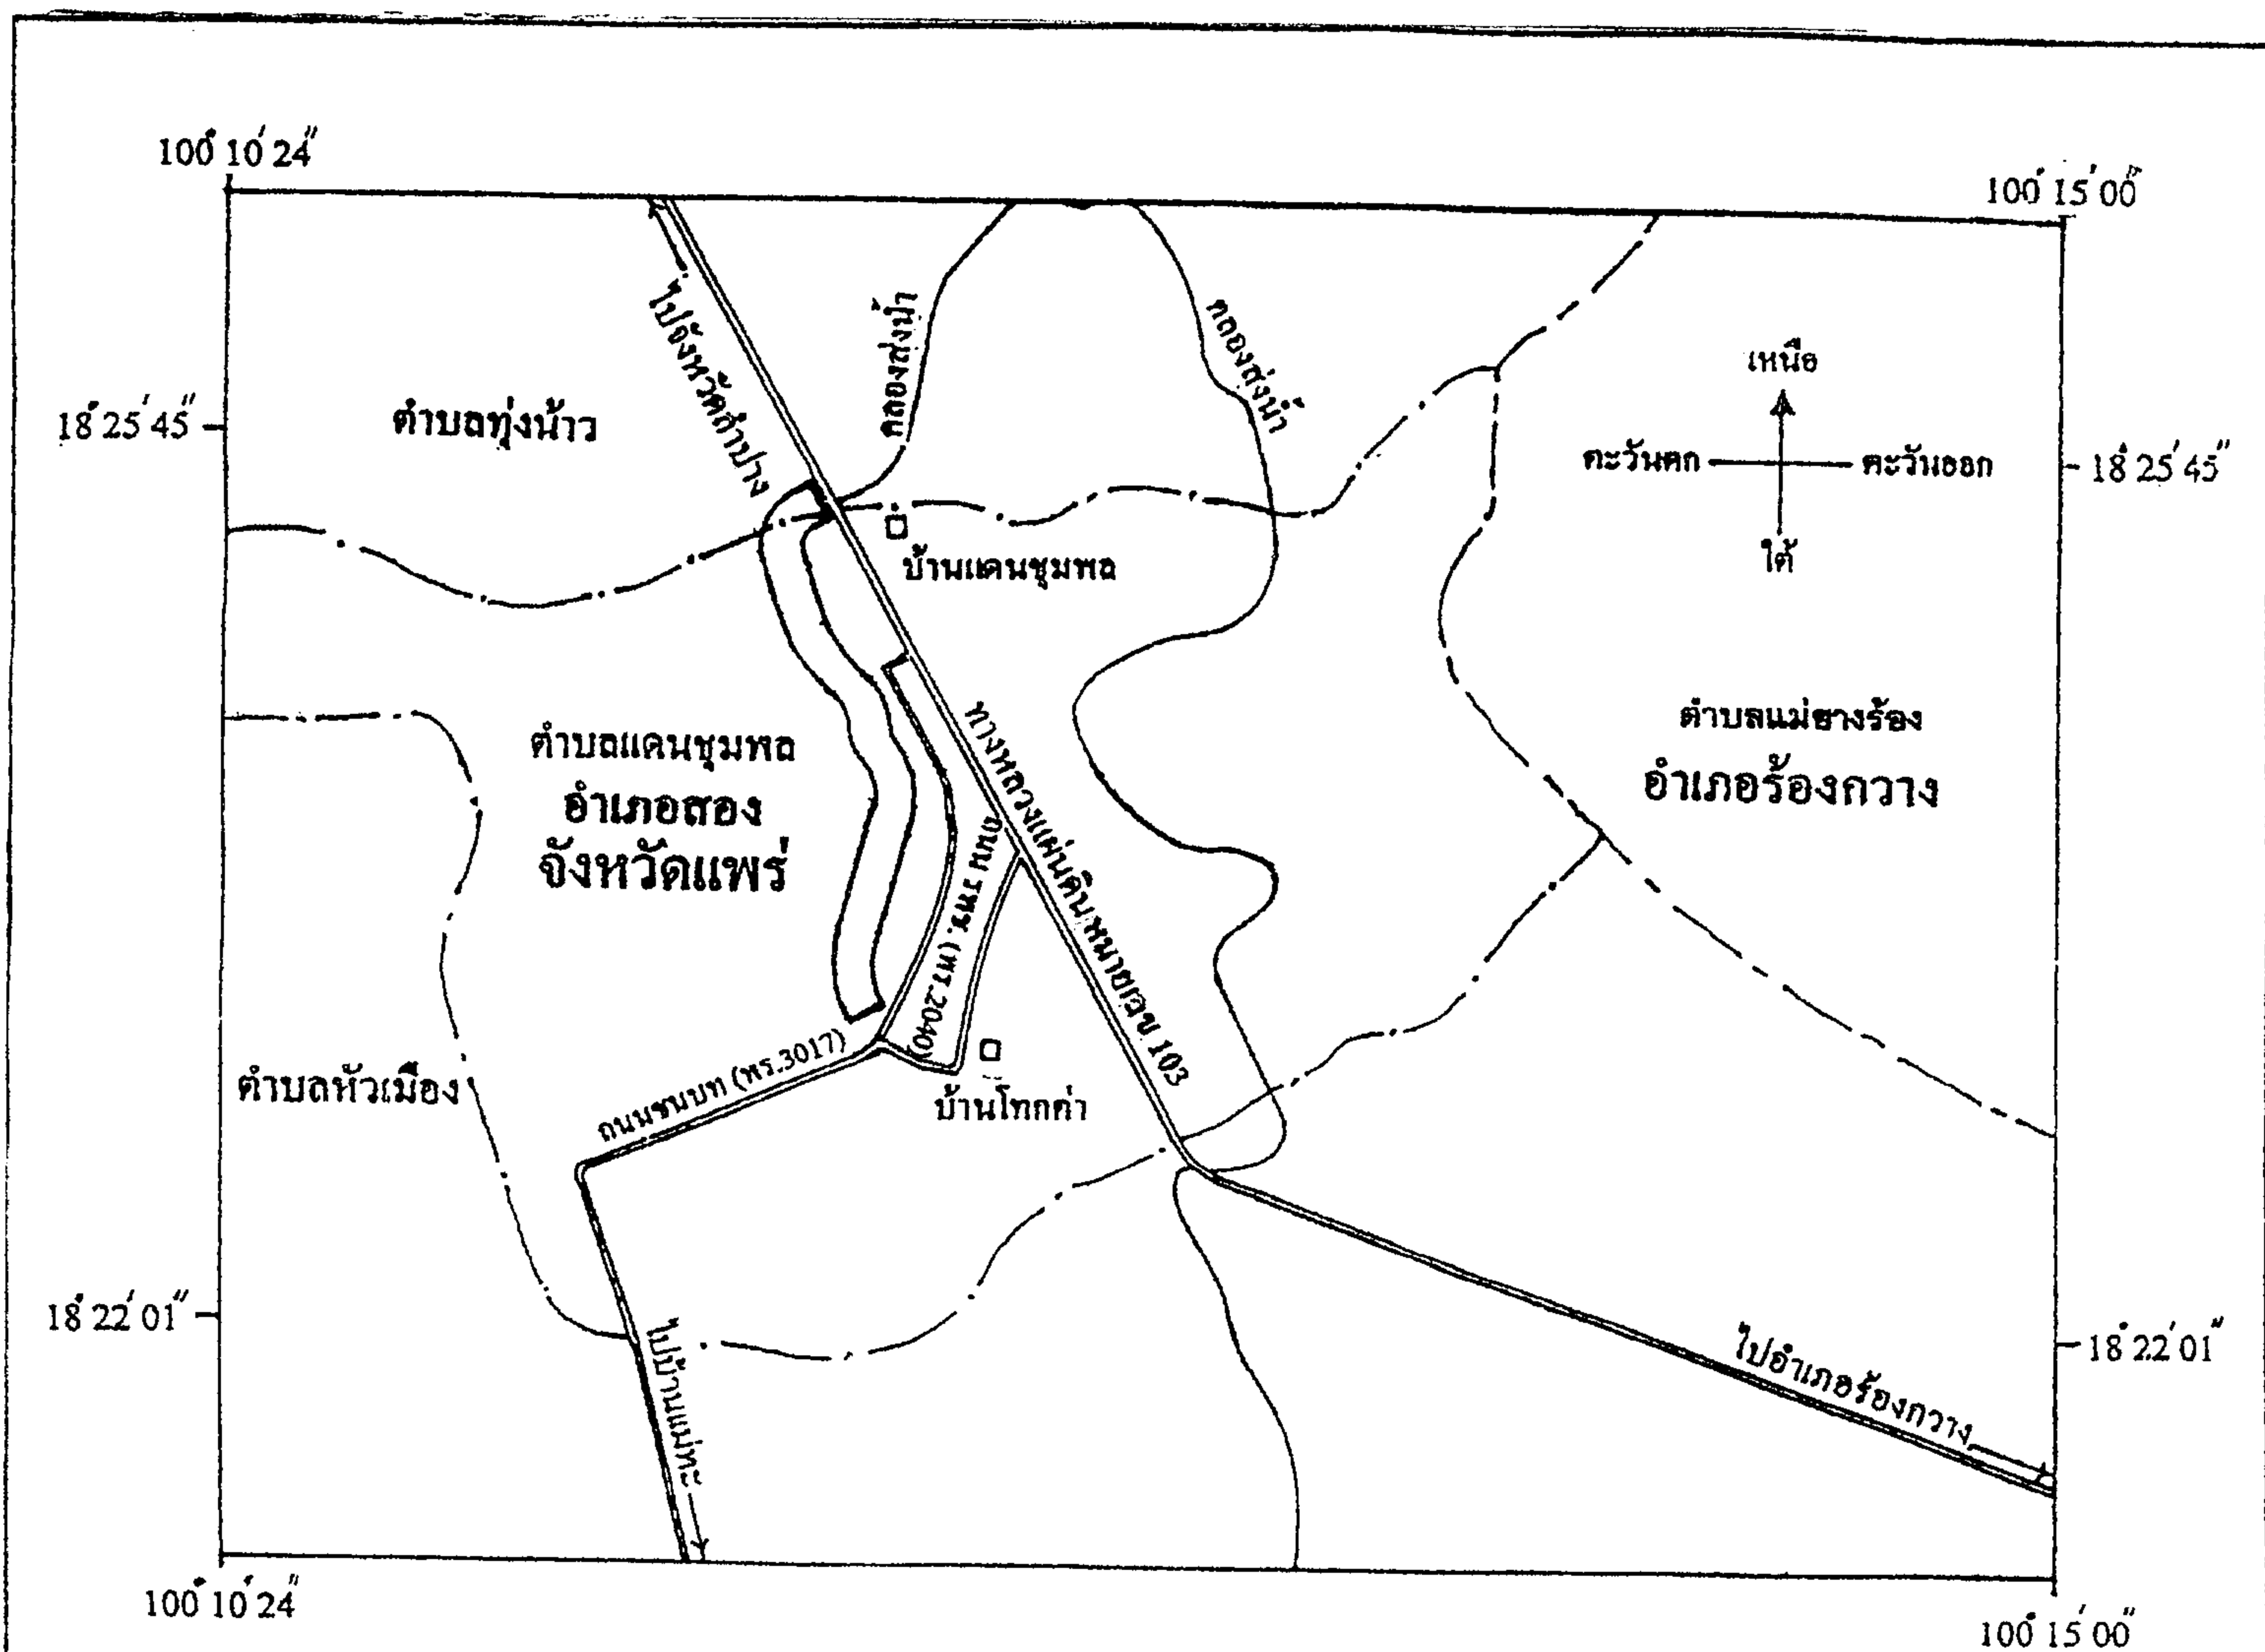 100° 10' 24"
100° 15' 00"
ไปจังหวัดลำปาง
คลองส่งน้ำ
คลองส่งน้ำ
เหนือ
ตะวันตก
ตะวันออก
ใต้
18° 25' 45"
ตำบลทุ่งน้าว
18° 25' 45"
บ้านแดนชุมพล
ตำบลแดนชุมพล
อำเภอสอง
จังหวัดแพร่
ทางหลวงแผ่นดินหมายเลข 103
ถนน รพช. (พร.2040)
ตำบลแม่ยางร้อง
อำเภอร้องกวาง
ตำบลหัวเมือง
ถนนชนบท (พร.3017)
บ้านโทกค่า
18° 22' 01"
18° 22' 01"
ไปบ้านแม่ทะ
ไปอำเภอร้องกวาง
100° 10' 24"
100° 15' 00"